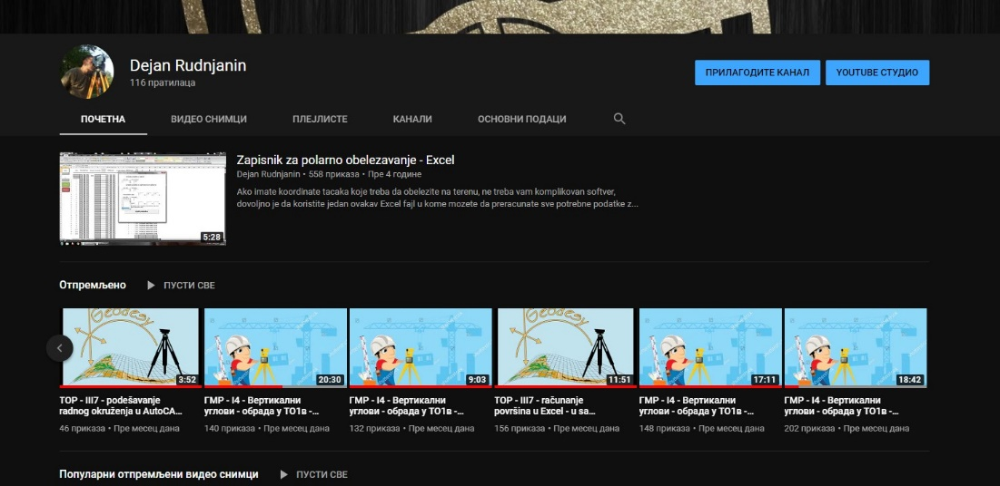 Dejan Rudnjanin
116 пратилаца
ПРИЛАГОДИТЕ КАНАЛ
YOUTUBE СТУДИО
ПОЧЕТНА
ВИДЕО СНИМЦИ
ПЛЕЈЛИСТЕ
КАНАЛИ
ОСНОВНИ ПОДАЦИ
Zapisnik za polarno obelezavanje - Excel
Dejan Rudnjanin • 558 приказа • Пре 4 године
Ako imate koordinate tacaka koje treba da obelezite na terenu, ne treba vam komplikovan softver,
dovoljno je da koristite jedan ovakav Excel fajl u kome mozete da preracunate sve potrebne podatke z...
5:28
Отпремљено
ПУСТИ СВЕ
Geodezy
3:52
TOP - III7 - podešavanje
radnog okruženja u AutoCA...
46 приказа • Пре месец дана
20:30
ГМР - I4 - Вертикални
углови - обрада у ТО1в -...
140 приказа • Пре месец дана
9:03
ГМР - I4 - Вертикални
углови - обрада у ТО1в -...
132 приказа • Пре месец дана
Geodezy
11:51
TOP - III7 - računanje
površina u Excel - u sa...
156 приказа • Пре месец дана
17:11
ГМР - I4 - Вертикални
углови - обрада у ТО1в -...
148 приказа • Пре месец дана
18:42
ГМР - I4 - Вертикални
углови - обрада у ТО1в -...
202 приказа • Пре месец дана
Популарни отпремљени видео снимци
ПУСТИ СВЕ